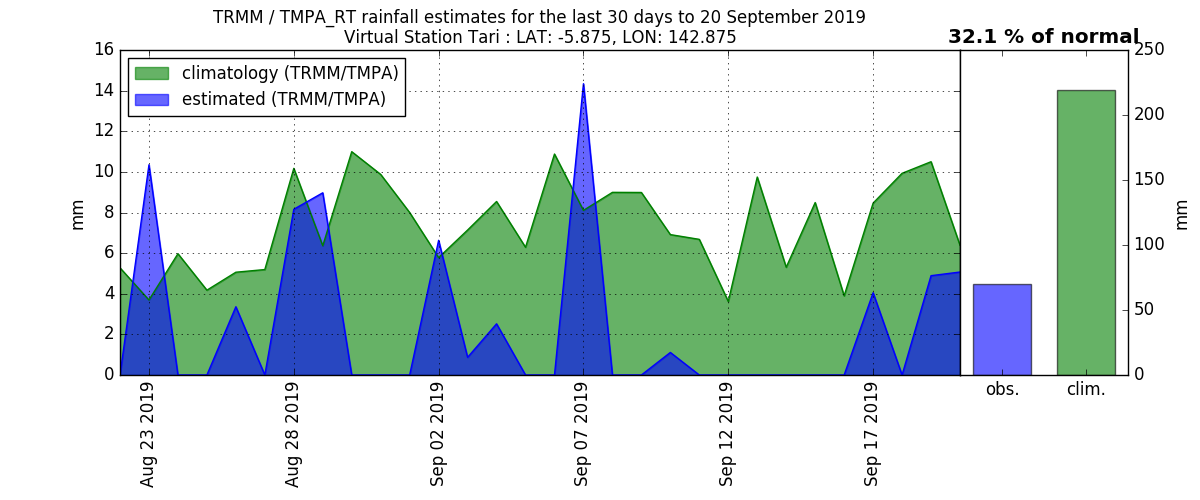 TRMM / TMPA_RT rainfall estimates for the last 30 days to 20 September 2019
Virtual Station Tari : LAT: -5.875, LON: 142.875
32.1 % of normal
climatology (TRMM/TMPA)
estimated (TRMM/TMPA)
16
14
12
10
8
6
4
2
0
mm
Aug 23 2019
Aug 28 2019
Sep 02 2019
Sep 07 2019
Sep 12 2019
Sep 17 2019
250
200
150
100
50
0
mm
obs.
clim.